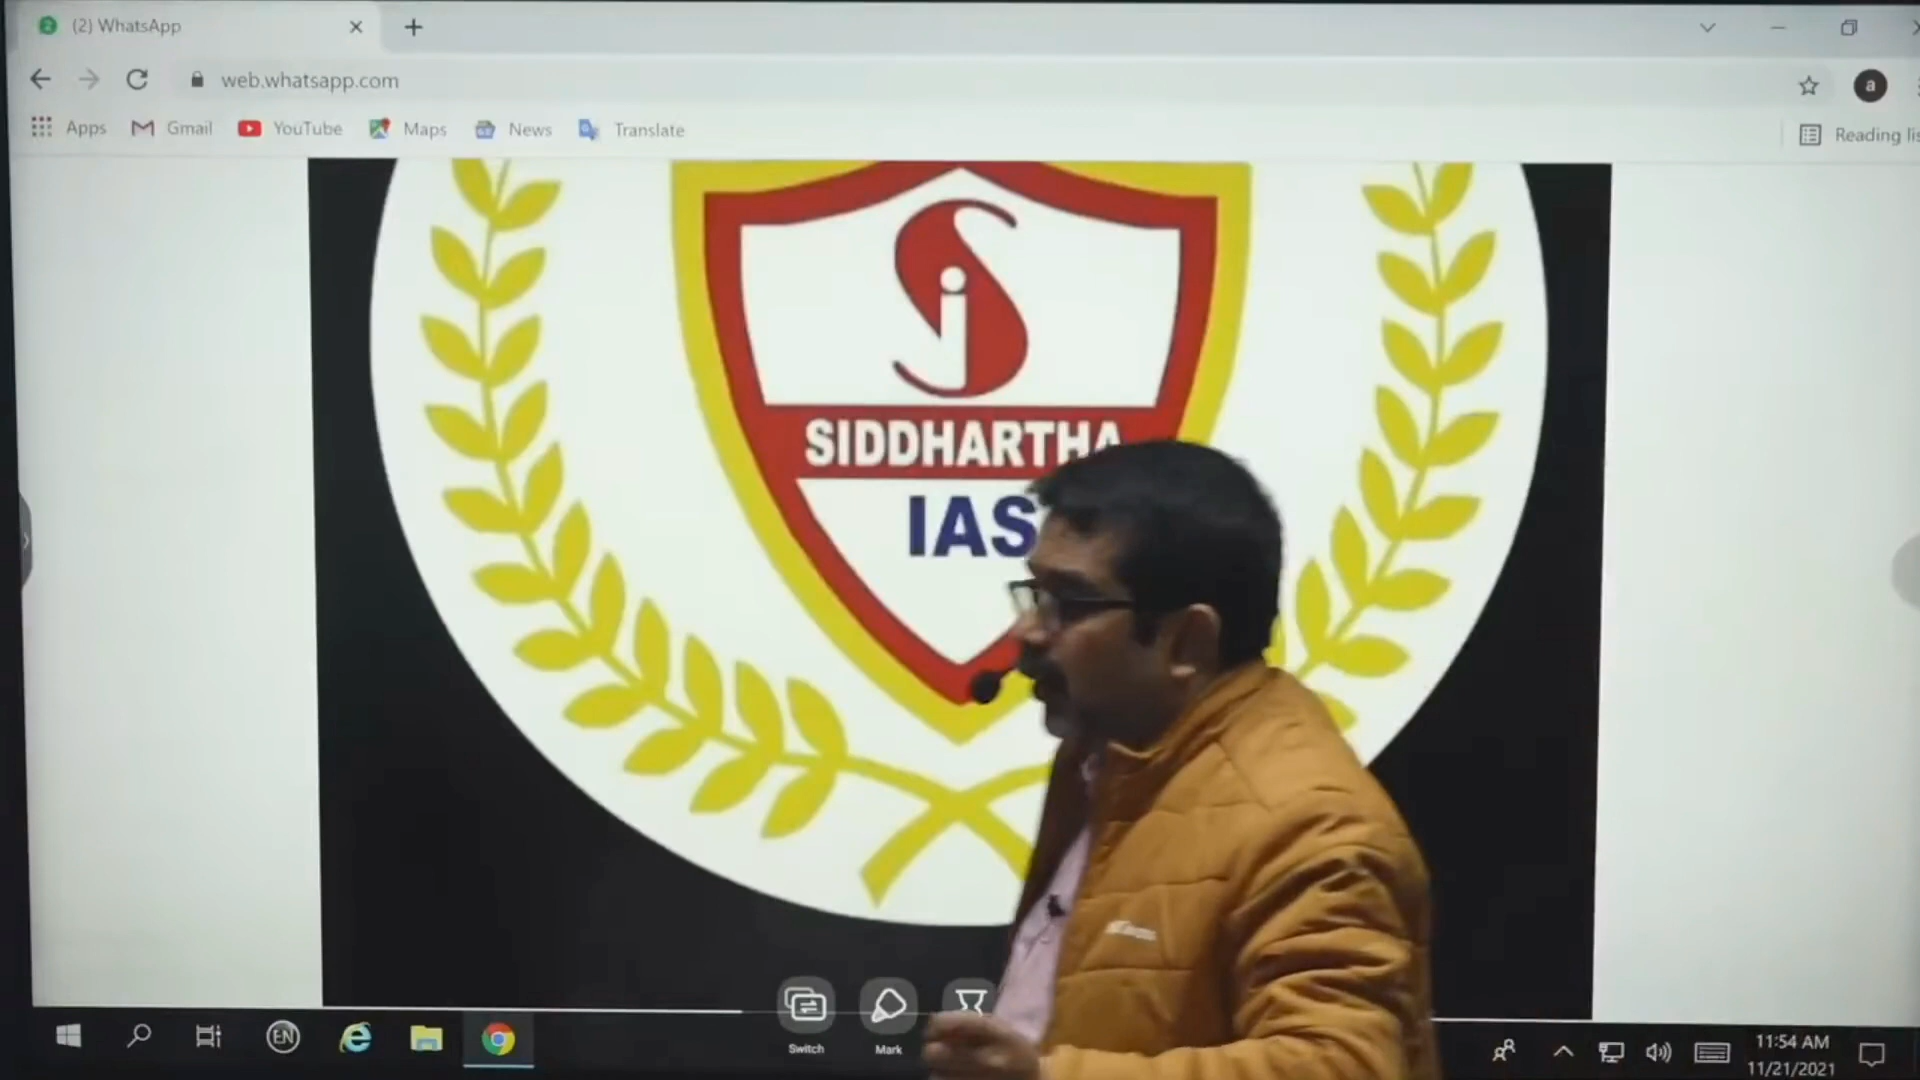 (2) WhatsApp
web.whatsapp.com
a
Apps
Gmail
YouTube
Maps
News
Translate
Reading
SIDDHARTHA
IAS
Switch
Mark
EN
11:54 AM
11/21/2021